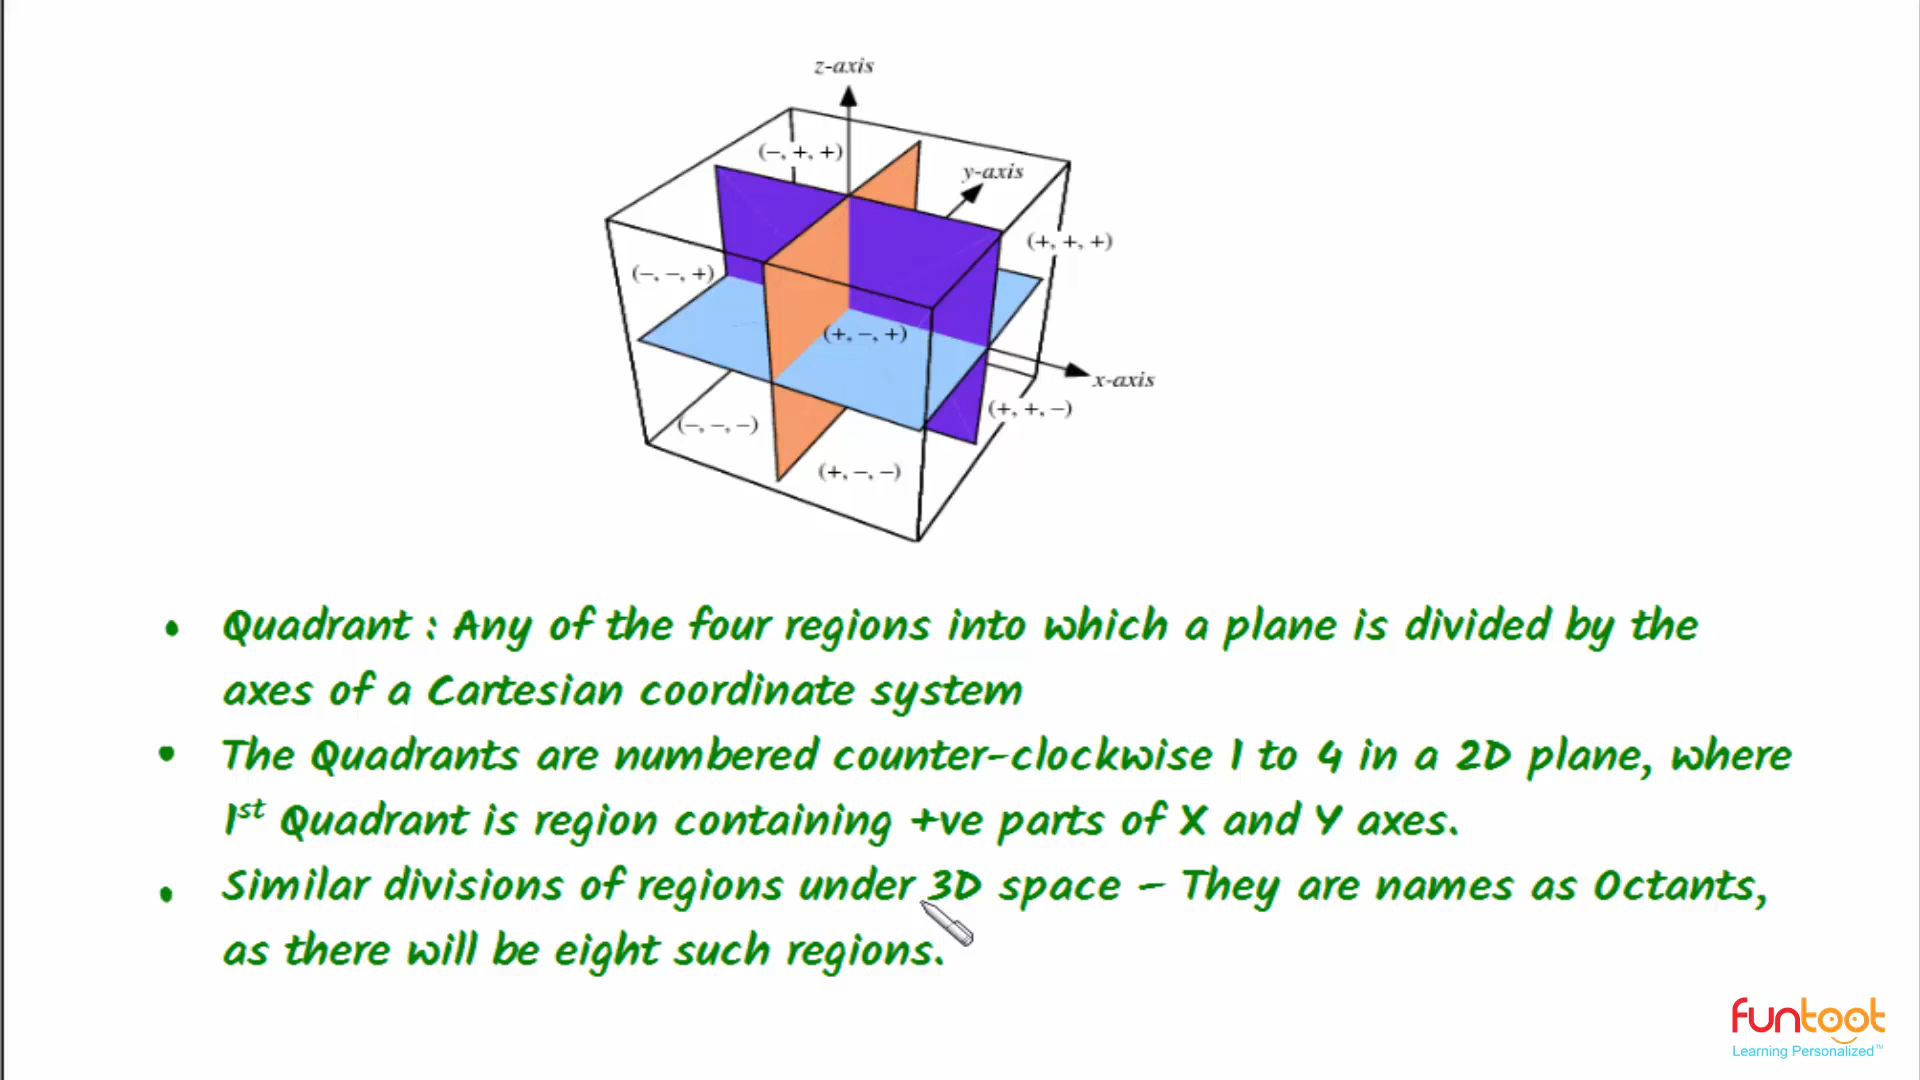 z-axis
(–, +, +)
y-axis
(+, +, +)
(–, –, +)
(+, –, +)
x-axis
(+, +, –)
(–, –, –)
(+, –, –)
• Quadrant : Any of the four regions into which a plane is divided by the
axes of a Cartesian coordinate system
• The Quadrants are numbered counter-clockwise 1 to 4 in a 2D plane, where
1st Quadrant is region containing +ve parts of X and Y axes.
• Similar divisions of regions under 3D space – They are names as Octants,
as there will be eight such regions.
funtoot
Learning Personalized™